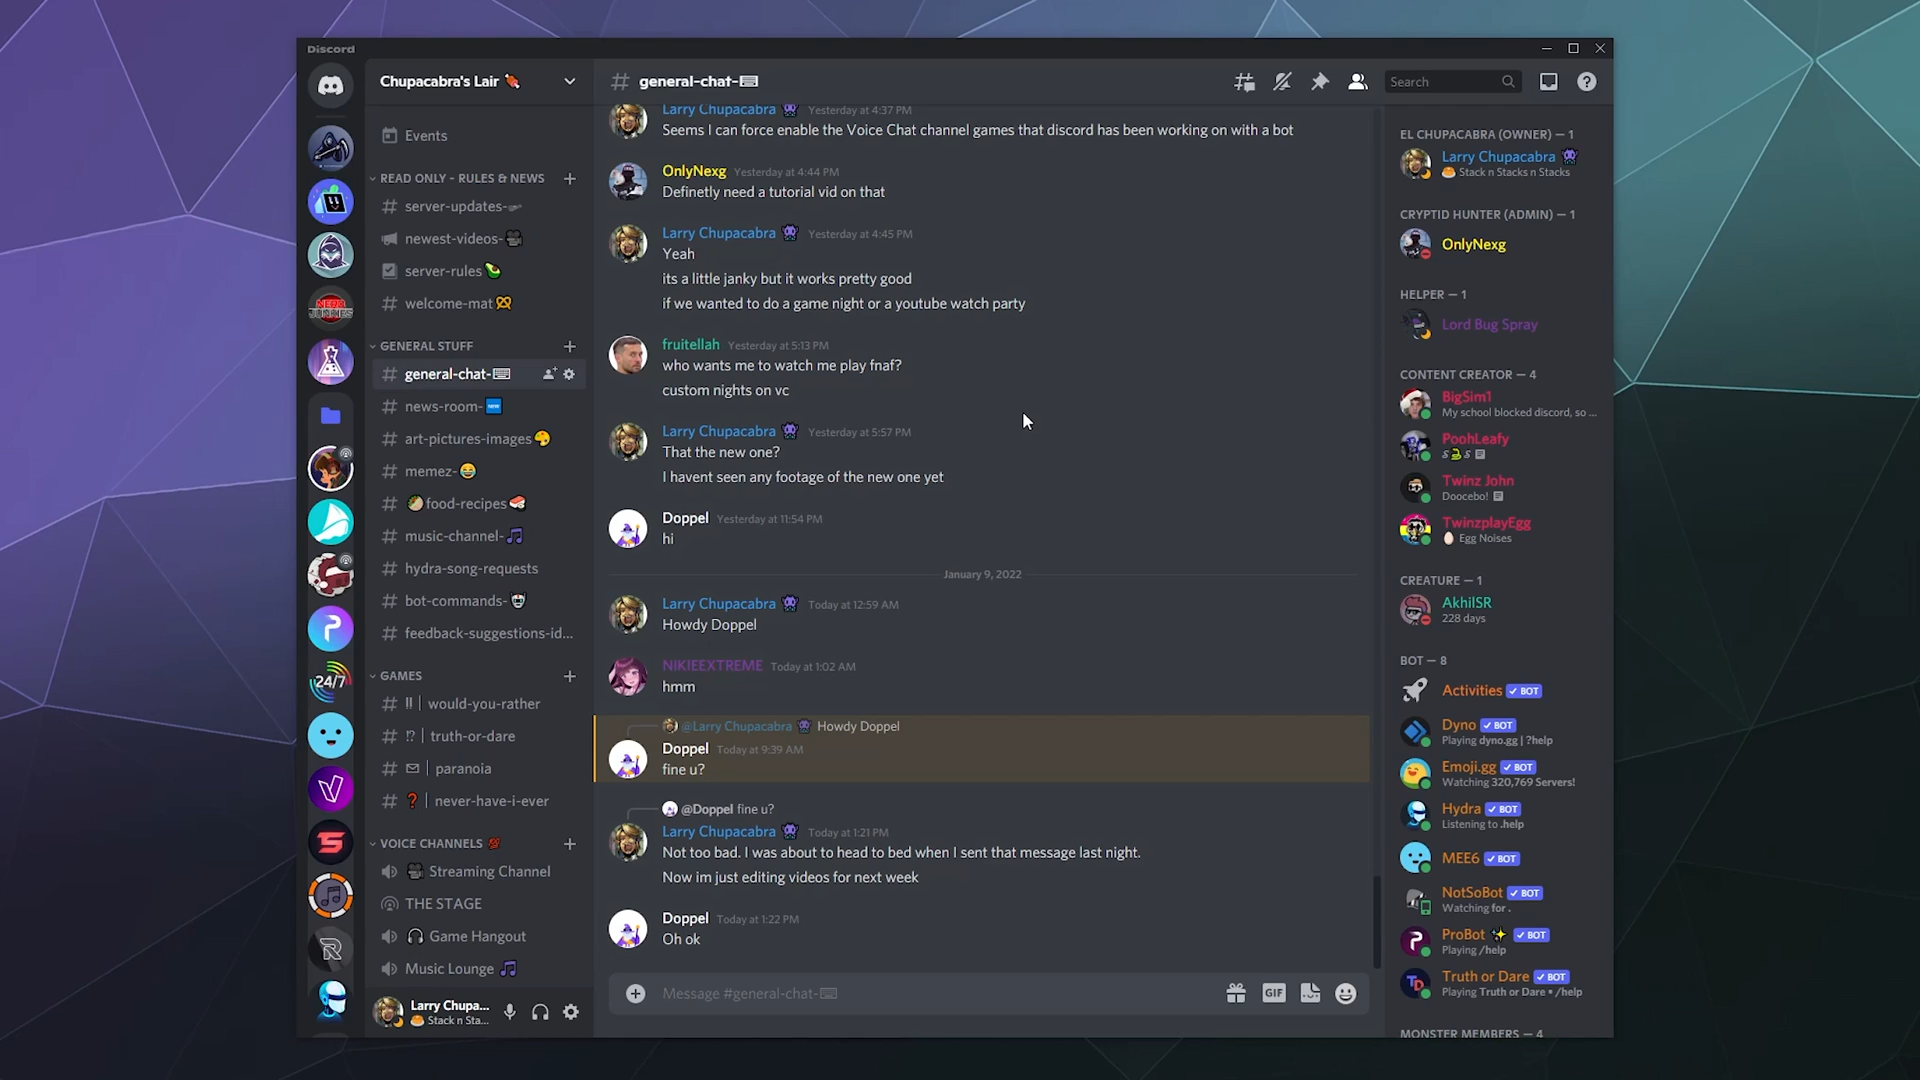 Discord
Chupacabra's Lair
Events
READ ONLY - RULES & NEWS
server-updates-
newest-videos-
server-rules
welcome-mat
GENERAL STUFF
general-chat-
news-room-
art-pictures-images
memez-
food-recipes
music-channel-
hydra-song-requests
bot-commands-
feedback-suggestions-id...
GAMES
!! | would-you-rather
⁉ | truth-or-dare
| paranoia
❓ | never-have-i-ever
VOICE CHANNELS 💯
Streaming Channel
THE STAGE
Game Hangout
Music Lounge
Larry Chupa...
Stack n Sta...
NERD
24/7
# general-chat-
Search
Larry Chupacabra Yesterday at 4:37 PM
Seems I can force enable the Voice Chat channel games that discord has been working on with a bot
OnlyNexg Yesterday at 4:44 PM
Definetly need a tutorial vid on that
Larry Chupacabra Yesterday at 4:45 PM
Yeah
its a little janky but it works pretty good
if we wanted to do a game night or a youtube watch party
fruitellah Yesterday at 5:13 PM
who wants me to watch me play fnaf?
custom nights on vc
Larry Chupacabra Yesterday at 5:57 PM
That the new one?
I havent seen any footage of the new one yet
Doppel Yesterday at 11:54 PM
hi
January 9, 2022
Larry Chupacabra Today at 12:59 AM
Howdy Doppel
NIKIEEXTREME Today at 1:02 AM
hmm
@Larry Chupacabra Howdy Doppel
Doppel Today at 9:39 AM
fine u?
@Doppel fine u?
Larry Chupacabra Today at 1:21 PM
Not too bad. I was about to head to bed when I sent that message last night.
Now im just editing videos for next week
Doppel Today at 1:22 PM
Oh ok
Message #general-chat-
GIF
EL CHUPACABRA (OWNER) — 1
Larry Chupacabra
Stack n Stacks n Stacks
CRYPTID HUNTER (ADMIN) — 1
OnlyNexg
HELPER — 1
Lord Bug Spray
CONTENT CREATOR — 4
BigSim1
My school blocked discord, so ...
PoohLeafy
Twinz John
Doocebo!
TwinzplayEgg
Egg Noises
CREATURE — 1
AkhilSR
228 days
BOT — 8
Activities ✓ BOT
Dyno ✓ BOT
Playing dyno.gg | ?help
Emoji.gg ✓ BOT
Watching 320,769 Servers!
Hydra ✓ BOT
Listening to .help
MEE6 ✓ BOT
NotSoBot ✓ BOT
Watching for .
ProBot ✨ ✓ BOT
Playing /help
Truth or Dare ✓ BOT
Playing Truth or Dare • /help
MONSTER MEMBERS — 4